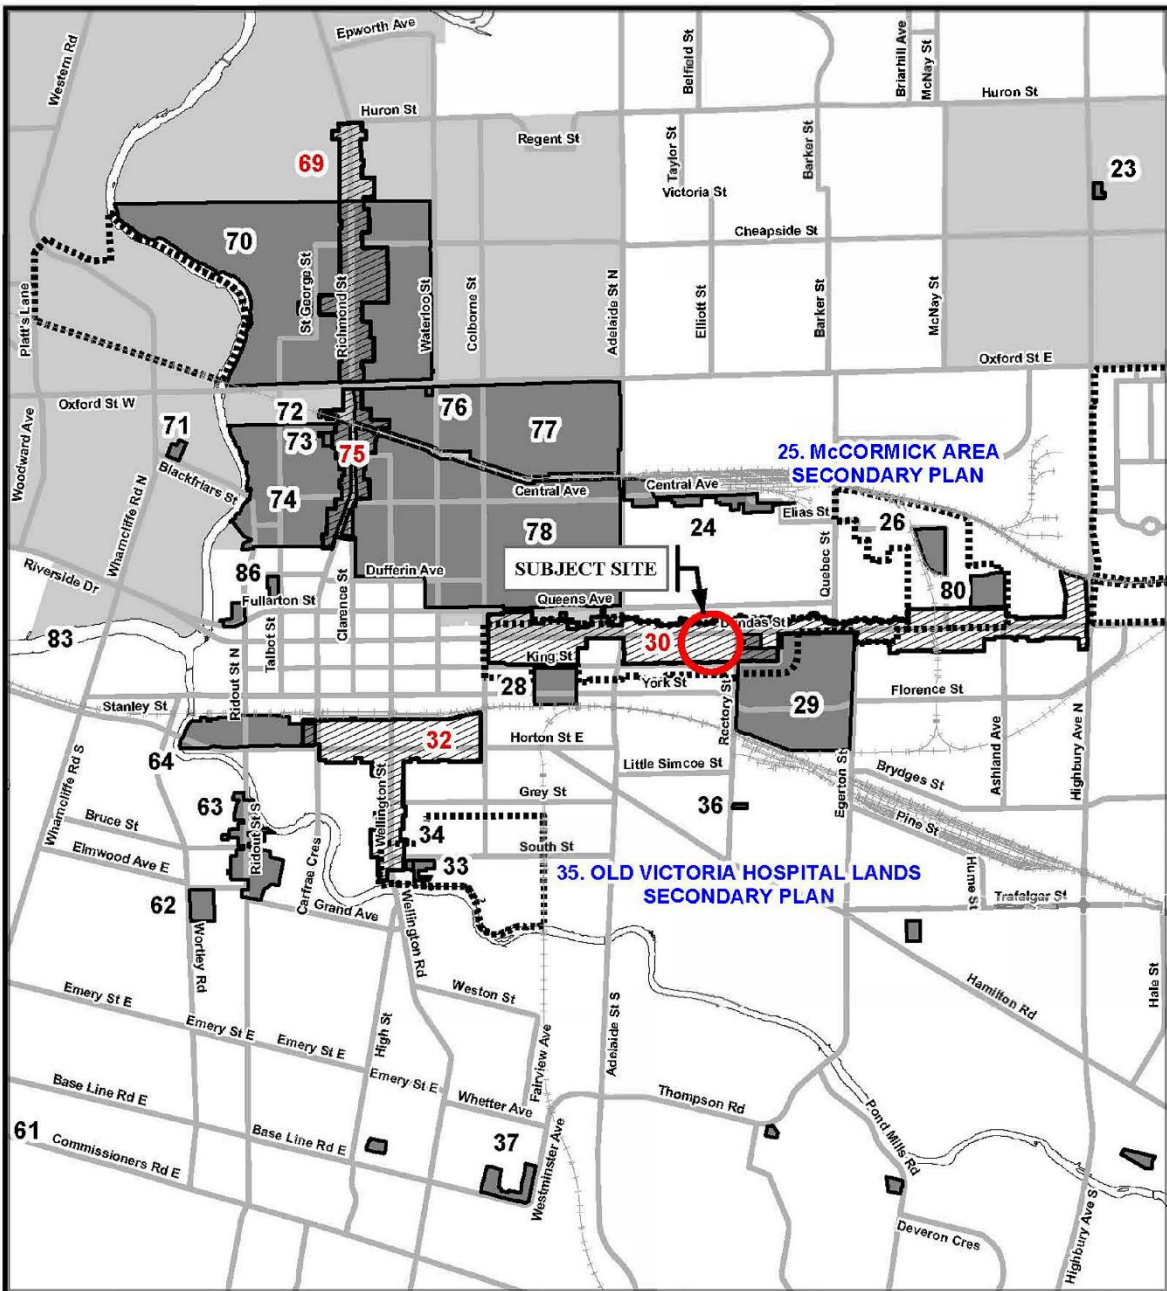 Epworth Ave
Western Rd
Belfield St
Briarhill Ave
McNay St
Huron St
Huron St
Regent St
69
Taylor St
Barker St
23
Victoria St
70
Cheapside St
St George St
Richmond St
Waterloo St
Colborne St
Adelaide St N
Elliott St
Barker St
McNay St
Platt's Lane
Oxford St E
Oxford St W
72
76
71
73
77
75
Woodward Ave
Blackfriars St
Wharncliffe Rd N
25. McCORMICK AREA
SECONDARY PLAN
Central Ave
Central Ave
74
Elias St
24
26
78
Quebec St
SUBJECT SITE
Riverside Dr
86
Dufferin Ave
80
Fullarton St
Queens Ave
Clarence St
Talbot St
Dundas St
83
30
King St
Ridout St N
28
York St
Florence St
29
Stanley St
Rectory St
32
Horton St E
64
Little Simcoe St
Egerton St
Ashland Ave
Highbury Ave N
Brydges St
Wharncliffe Rd S
Wellington St
Grey St
63
36
Bruce St
Ridout St S
Pine St
34
South St
Elmwood Ave E
Carfrae Cres
33
35. OLD VICTORIA HOSPITAL LANDS
SECONDARY PLAN
Hume St
Trafalgar St
62
Grand Ave
Wortley Rd
Wellington Rd
Hamilton Rd
Hale St
Emery St E
Weston St
Emery St E
High St
Adelaide St S
Emery St E
Fairview Ave
Emery St E
Base Line Rd E
Whetter Ave
Thompson Rd
Pond Mills Rd
61
Commissioners Rd E
Base Line Rd E
37
Westminster Ave
Deveron Cres
Highbury Ave S